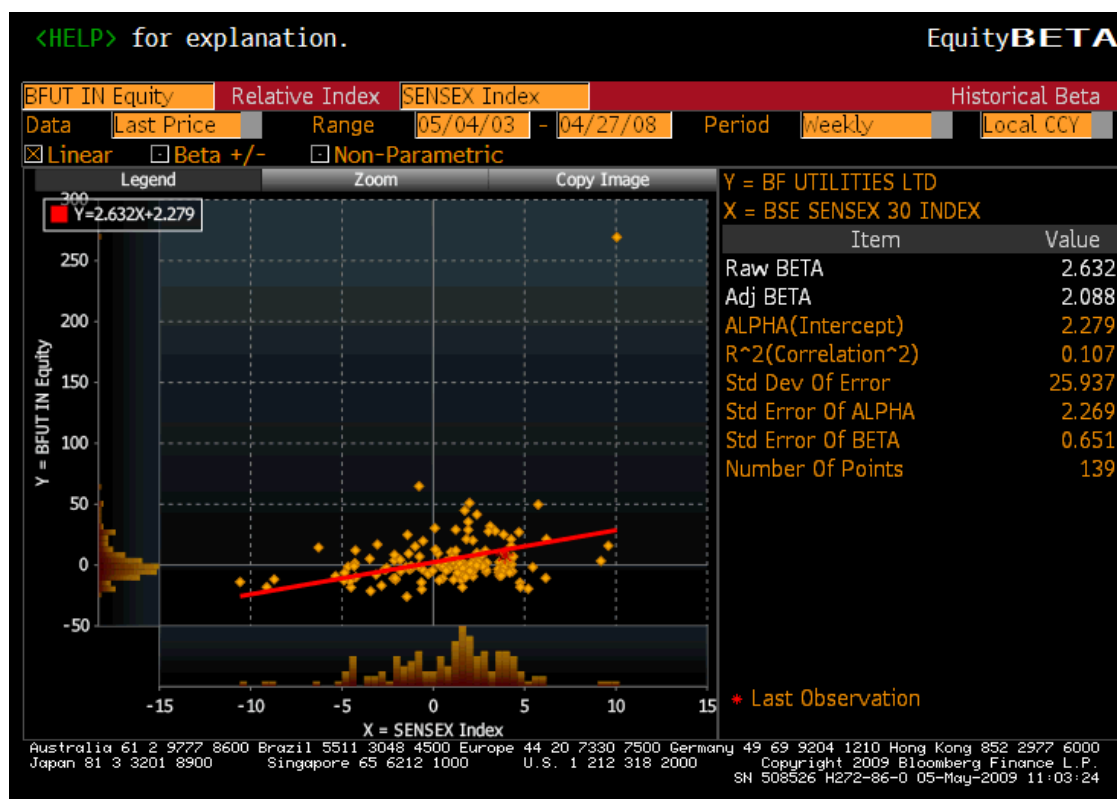 <HELP> for explanation. EquityBETA
BFUT IN Equity Relative Index SENSEX Index Historical Beta
Data Last Price Range 05/04/03 - 04/27/08 Period Weekly Local CCY
Linear Beta +/- Non-Parametric
Legend Zoom Copy Image
Y = BF UTILITIES LTD
X = BSE SENSEX 30 INDEX
Item Value
Raw BETA 2.632
Adj BETA 2.088
ALPHA(Intercept) 2.279
R^2(Correlation^2) 0.107
Std Dev Of Error 25.937
Std Error Of ALPHA 2.269
Std Error Of BETA 0.651
Number Of Points 139
* Last Observation
Y=2.632X+2.279
300
250
200
150
100
50
0
-50
Y = BFUT IN Equity
-15 -10 -5 0 5 10 15
X = SENSEX Index
Australia 61 2 9777 8600 Brazil 5511 3048 4500 Europe 44 20 7330 7500 Germany 49 69 9204 1210 Hong Kong 852 2977 6000
Japan 81 3 3201 8900 Singapore 65 6212 1000 U.S. 1 212 318 2000 Copyright 2009 Bloomberg Finance L.P.
SN 508526 H272-86-0 05-May-2009 11:03:24